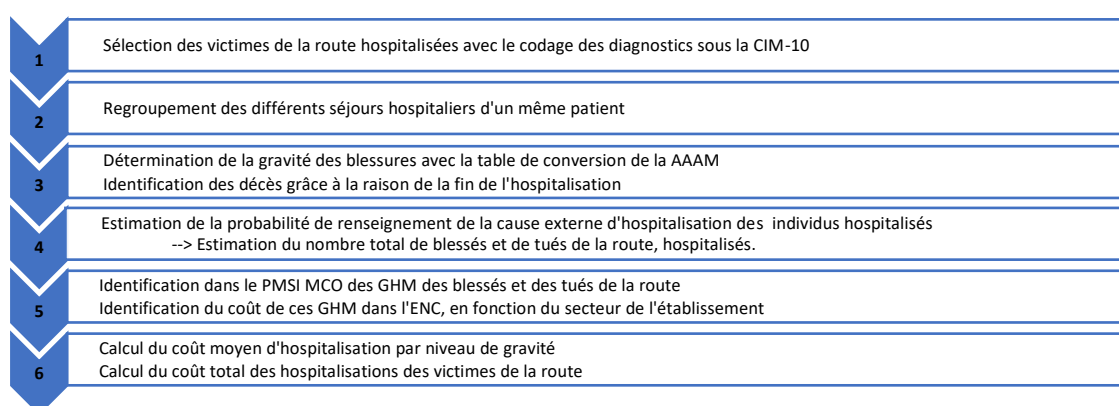 1
Sélection des victimes de la route hospitalisées avec le codage des diagnostics sous la CIM-10
2
Regroupement des différents séjours hospitaliers d'un même patient
3
Détermination de la gravité des blessures avec la table de conversion de la AAAM
Identification des décès grâce à la raison de la fin de l'hospitalisation
4
Estimation de la probabilité de renseignement de la cause externe d'hospitalisation des individus hospitalisés
--> Estimation du nombre total de blessés et de tués de la route, hospitalisés.
5
Identification dans le PMSI MCO des GHM des blessés et des tués de la route
Identification du coût de ces GHM dans l'ENC, en fonction du secteur de l'établissement
6
Calcul du coût moyen d'hospitalisation par niveau de gravité
Calcul du coût total des hospitalisations des victimes de la route